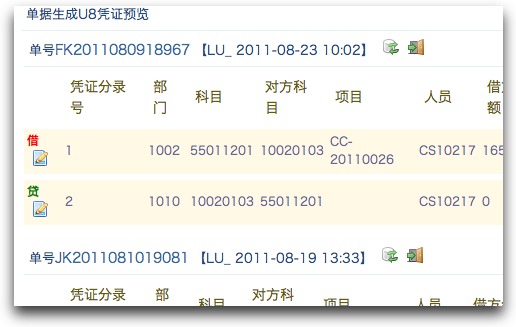 单据生成U8凭证预览
单号FK2011080918967 【LU_ 2011-08-23 10:02】
凭证分录号 部门 科目 对方科目 项目 人员 借方
额
借
1 1002 55011201 10020103 CC-20110026 CS10217 165
贷
2 1010 10020103 55011201 CS10217 0
单号JK2011081019081 【LU_ 2011-08-19 13:33】
凭证分录 部 科目 对方科 项目 人员 借方